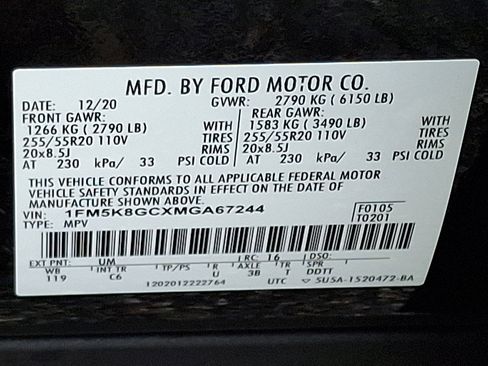 MFD. BY FORD MOTOR CO.
DATE: 12/20 GVWR: 2790 KG ( 6150 LB)
FRONT GAWR: REAR GAWR:
1266 KG ( 2790 LB) WITH 1583 KG ( 3490 LB) WITH
255/55R20 110V TIRES 255/55R20 110V TIRES
20x8.5J RIMS 20x8.5J RIMS
AT 230 kPa/ 33 PSI COLD AT 230 kPa/ 33 PSI COLD
THIS VEHICLE CONFORMS TO ALL APPLICABLE FEDERAL MOTOR
VEHICLE SAFETY STANDARDS IN EFFECT ON THE DATE OF
MANUFACTURE SHOWN ABOVE.
VIN: 1FM5K8GCXMGA67244 F0105
TYPE: MPV T0201
EXT PNT: UM RC: 16 DSO:
WB INT TR TP/PS R AXLE TR SPR
119 C6 U 3B T DDTT
1202012222764 UTC 5U5A-1520472-BA